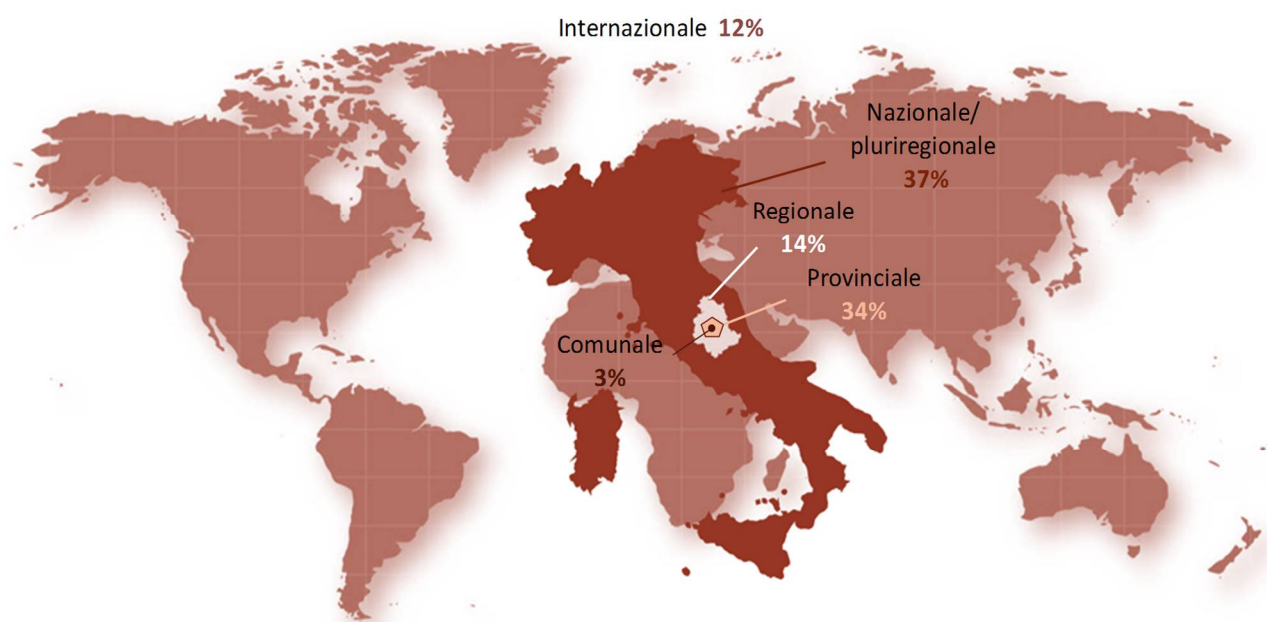 Internazionale 12%
Nazionale/
pluriregionale
37%
Regionale
14%
Provinciale
34%
Comunale
3%